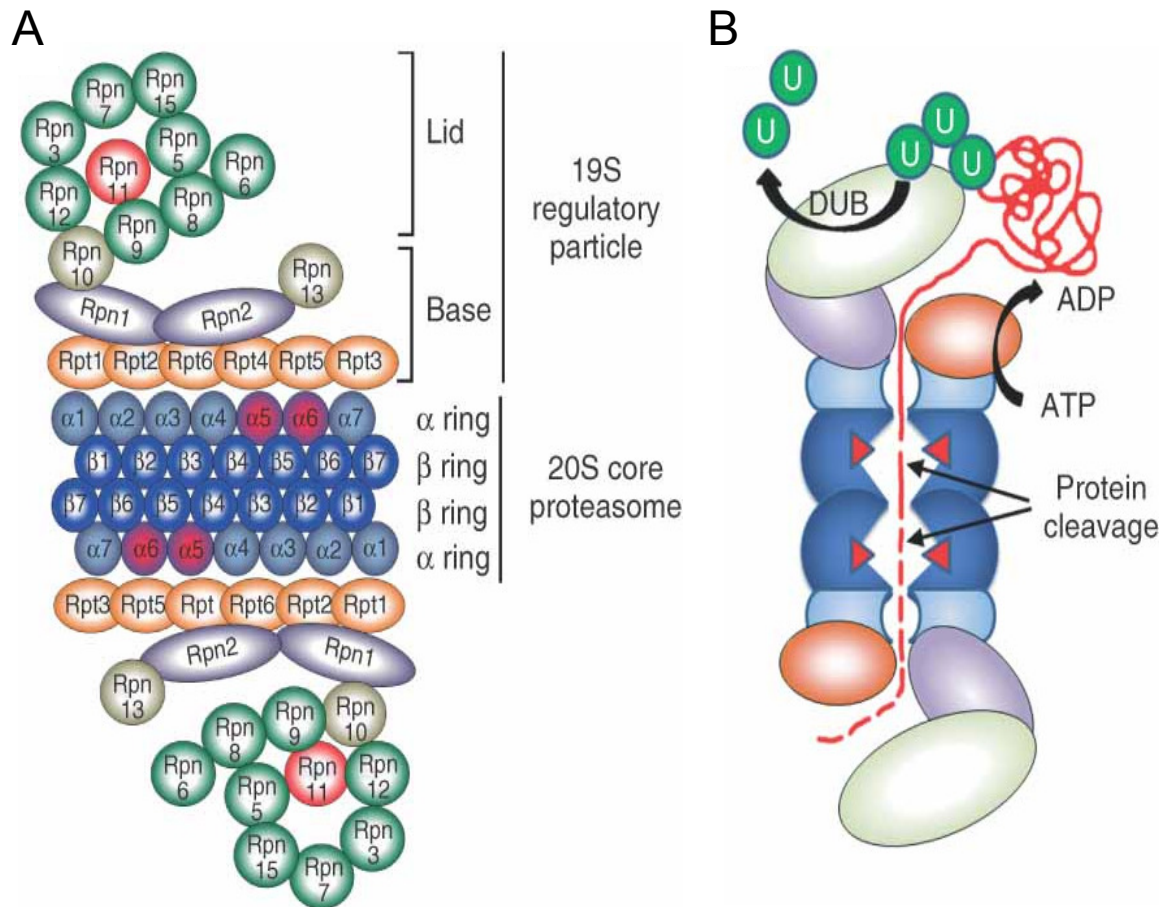 A
Rpn
7
Rpn
15
Rpn
3
Rpn
11
Rpn
5
Rpn
6
Rpn
12
Rpn
9
Rpn
8
Rpn
10
Rpn
13
Rpn1
Rpn2
Rpt1 Rpt2 Rpt6 Rpt4 Rpt5 Rpt3
Lid
Base
19S
regulatory
particle
α1 α2 α3 α4 α5 α6 α7
α ring
β1 β2 β3 β4 β5 β6 β7
β ring
β7 β6 β5 β4 β3 β2 β1
β ring
α7 α6 α5 α4 α3 α2 α1
α ring
20S core
proteasome
Rpt3 Rpt5 Rpt Rpt6 Rpt2 Rpt1
Rpn2
Rpn1
Rpn
13
Rpn
10
Rpn
9
Rpn
8
Rpn
6
Rpn
11
Rpn
12
Rpn
5
Rpn
3
Rpn
15
Rpn
7
B
U
U
U
U
U
DUB
ADP
ATP
Protein
cleavage